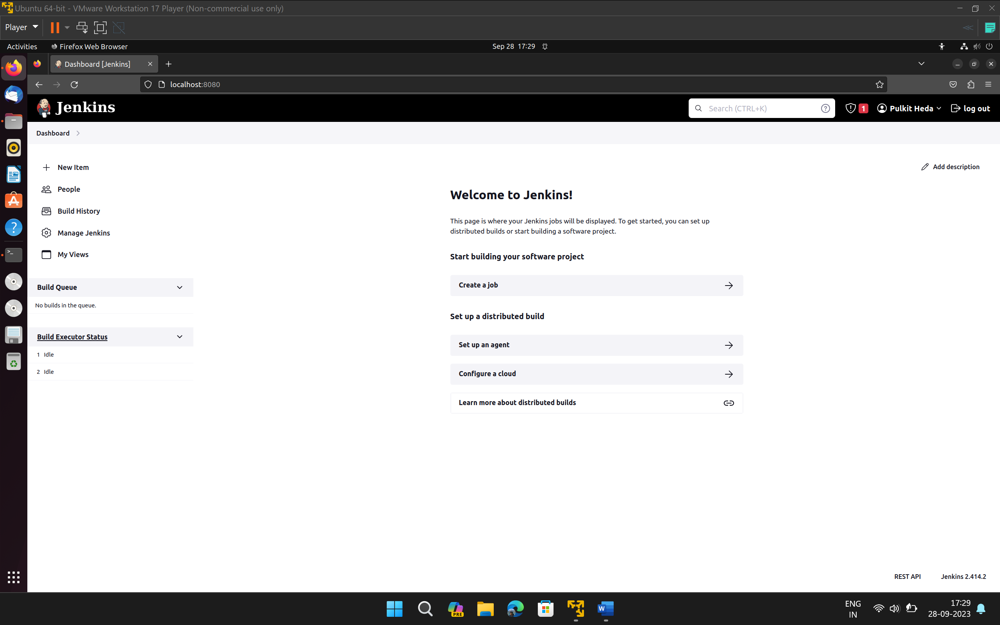 Ubuntu 64-bit - VMware Workstation 17 Player (Non-commercial use only)
Player
Activities
Firefox Web Browser
Sep 28 17:29
Dashboard [Jenkins]
localhost:8080
Jenkins
Search (CTRL+K)
1
Pulkit Heda
log out
Dashboard
New Item
People
Build History
Manage Jenkins
My Views
Build Queue
No builds in the queue.
Build Executor Status
1 Idle
2 Idle
Add description
Welcome to Jenkins!
This page is where your Jenkins jobs will be displayed. To get started, you can set up
distributed builds or start building a software project.
Start building your software project
Create a job
Set up a distributed build
Set up an agent
Configure a cloud
Learn more about distributed builds
REST API
Jenkins 2.414.2
PRE
W
ENG
IN
17:29
28-09-2023